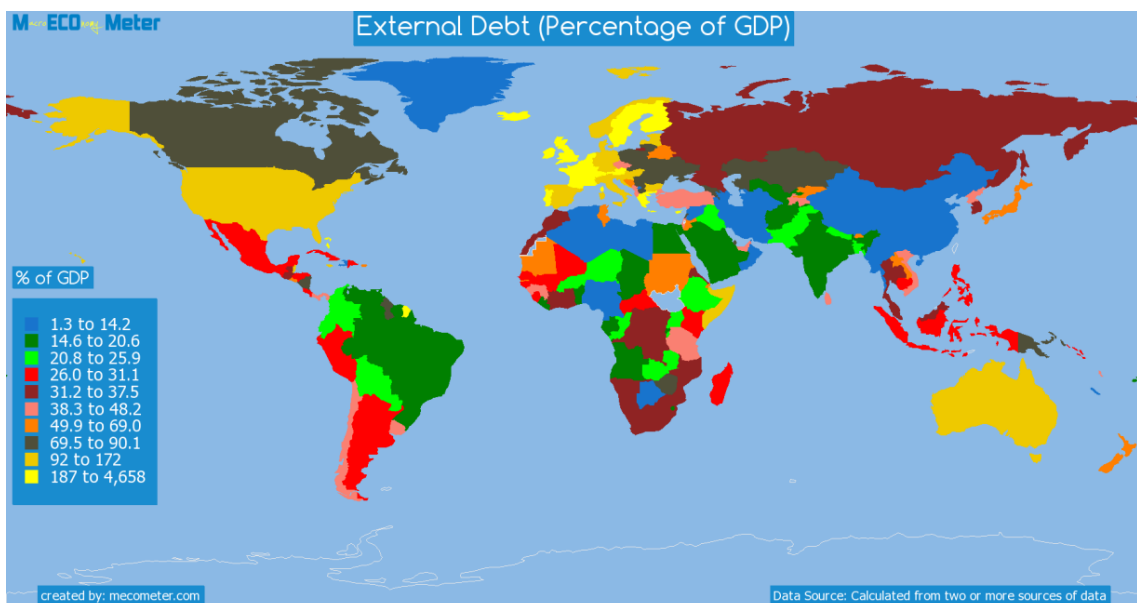 Macro ECOnomy Meter
External Debt (Percentage of GDP)
% of GDP
1.3 to 14.2
14.6 to 20.6
20.8 to 25.9
26.0 to 31.1
31.2 to 37.5
38.3 to 48.2
49.9 to 69.0
69.5 to 90.1
92 to 172
187 to 4,658
created by: mecometer.com
Data Source: Calculated from two or more sources of data